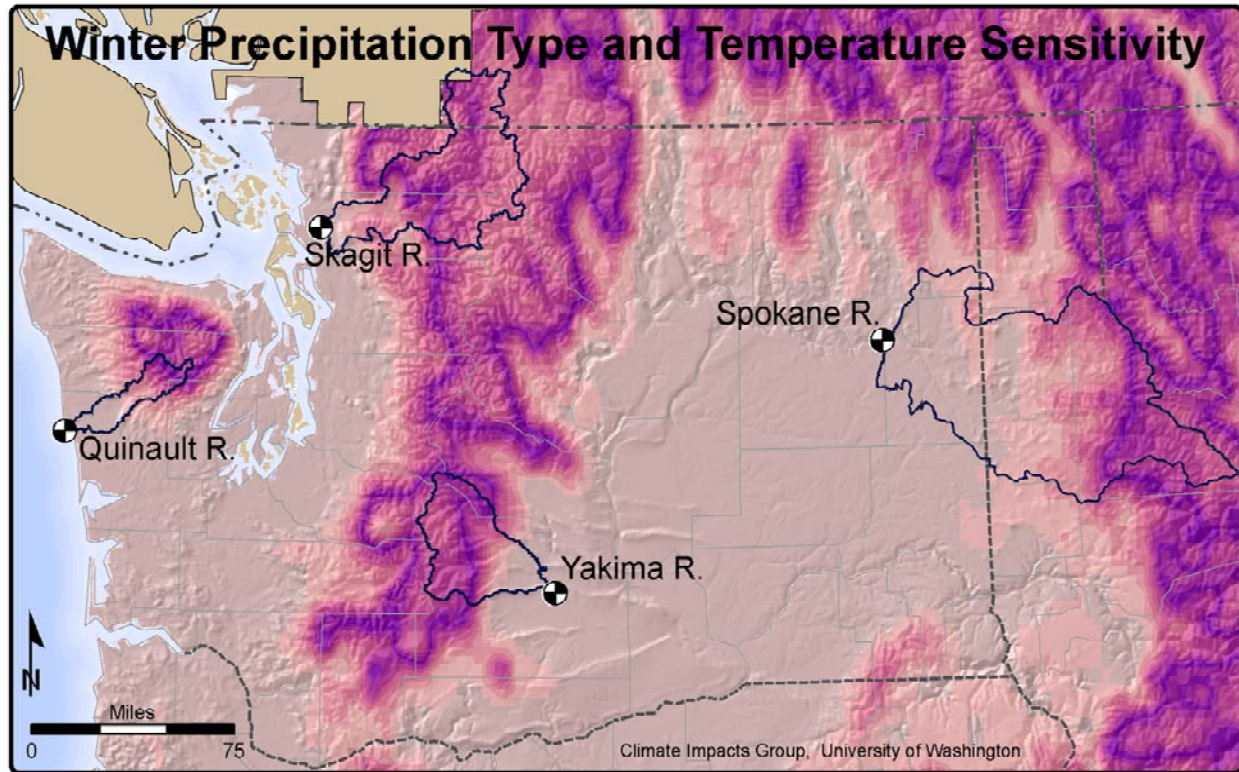 Winter Precipitation Type and Temperature Sensitivity
Skagit R.
Spokane R.
Quinault R.
Yakima R.
N
Miles
0 75
Climate Impacts Group, University of Washington